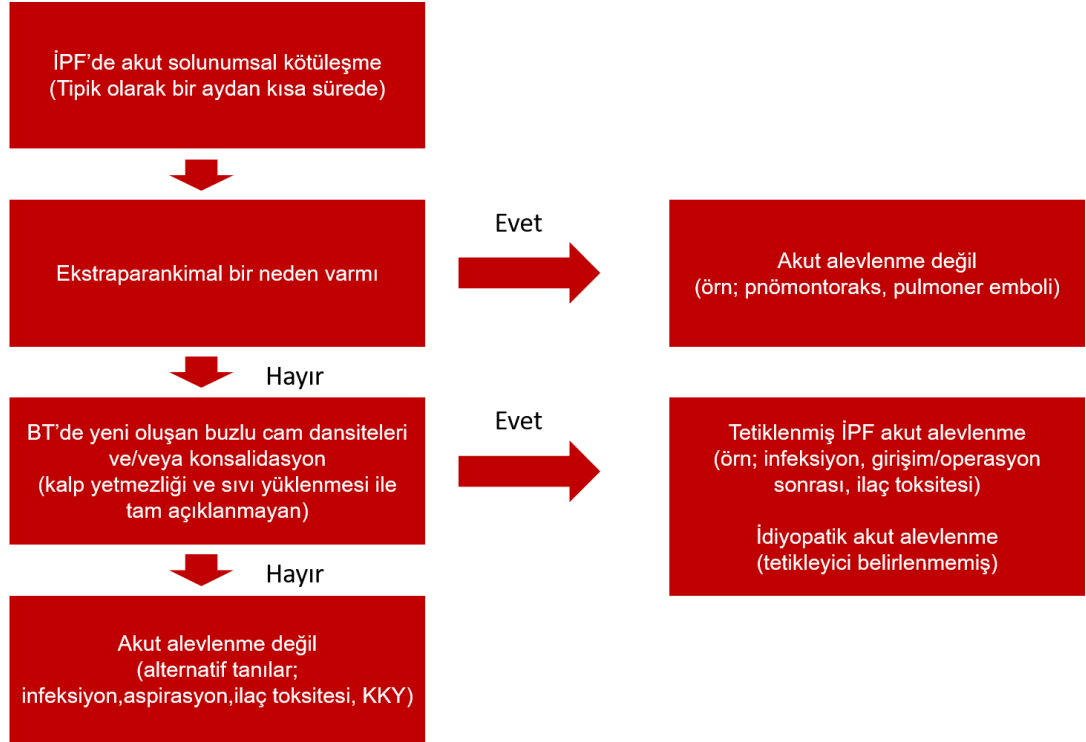 İPF’de akut solunumsal kötüleşme
(Tipik olarak bir aydan kısa sürede)
Ekstraparankimal bir neden varmı
Evet
Akut alevlenme değil
(örn; pnömontoraks, pulmoner emboli)
Hayır
BT’de yeni oluşan buzlu cam dansiteleri
ve/veya konsalidasyon
(kalp yetmezliği ve sıvı yüklenmesi ile
tam açıklanmayan)
Evet
Tetiklenmiş İPF akut alevlenme
(örn; infeksiyon, girişim/operasyon
sonrası, ilaç toksitesi)
İdiyopatik akut alevlenme
(tetikleyici belirlenmemiş)
Hayır
Akut alevlenme değil
(alternatif tanılar;
infeksiyon,aspirasyon,ilaç toksitesi, KKY)